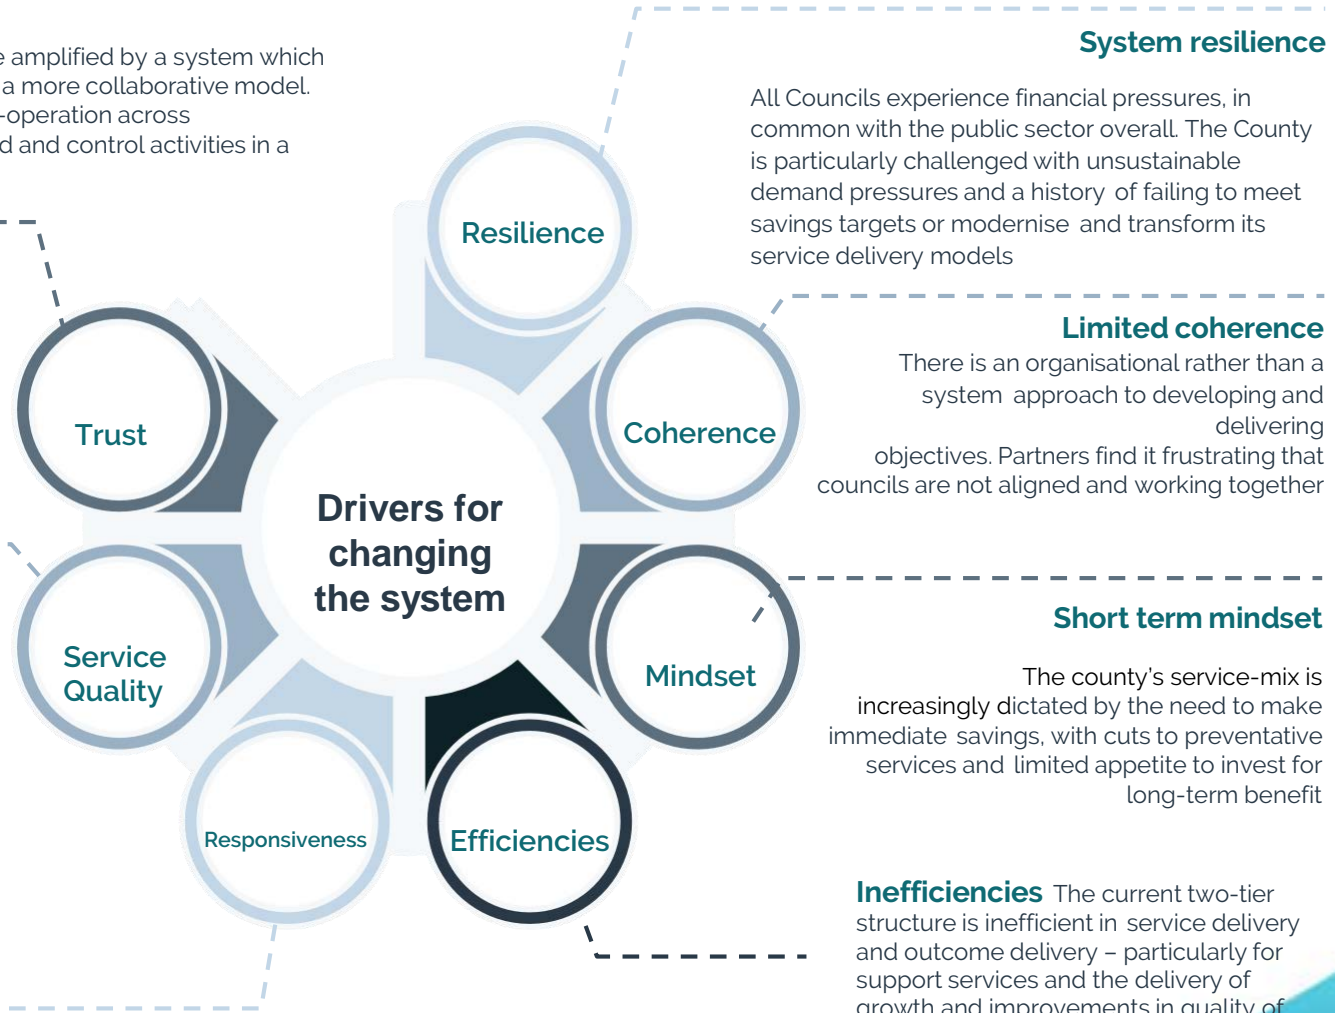 e amplified by a system which
a more collaborative model.
-operation across
d and control activities in a
System resilience
All Councils experience financial pressures, in
common with the public sector overall. The County
is particularly challenged with unsustainable
demand pressures and a history of failing to meet
savings targets or modernise and transform its
service delivery models
Limited coherence
There is an organisational rather than a
system approach to developing and
delivering
objectives. Partners find it frustrating that
councils are not aligned and working together
Short term mindset
The county’s service-mix is
increasingly dictated by the need to make
immediate savings, with cuts to preventative
services and limited appetite to invest for
long-term benefit
Inefficiencies The current two-tier
structure is inefficient in service delivery
and outcome delivery – particularly for
support services and the delivery of
growth and improvements in quality of
Resilience
Coherence
Mindset
Efficiencies
Responsiveness
Service
Quality
Trust
Drivers for
changing
the system